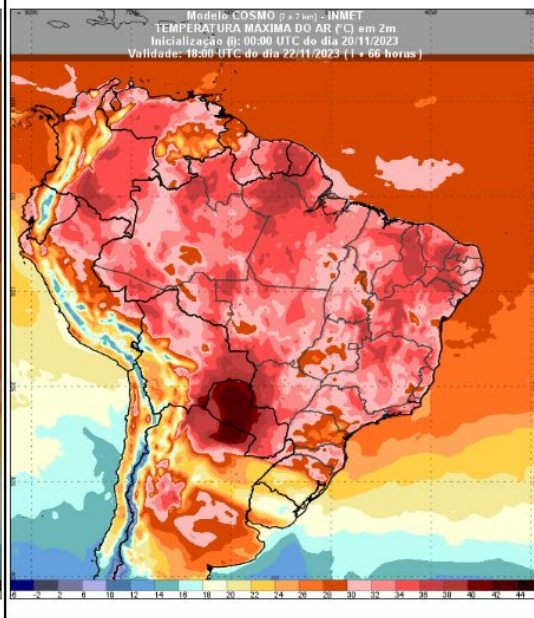 Modelo COSMO [7 x 7 km] - INMET
TEMPERATURA MÁXIMA DO AR (°C) em 2m
Inicialização (i): 00:00 UTC do dia 20/11/2023
Validade: 18:00 UTC do dia 22/11/2023 ( i + 66 horas )
-6 -2 2 6 10 12 14 16 18 20 22 24 26 28 30 32 34 36 38 40 42 44